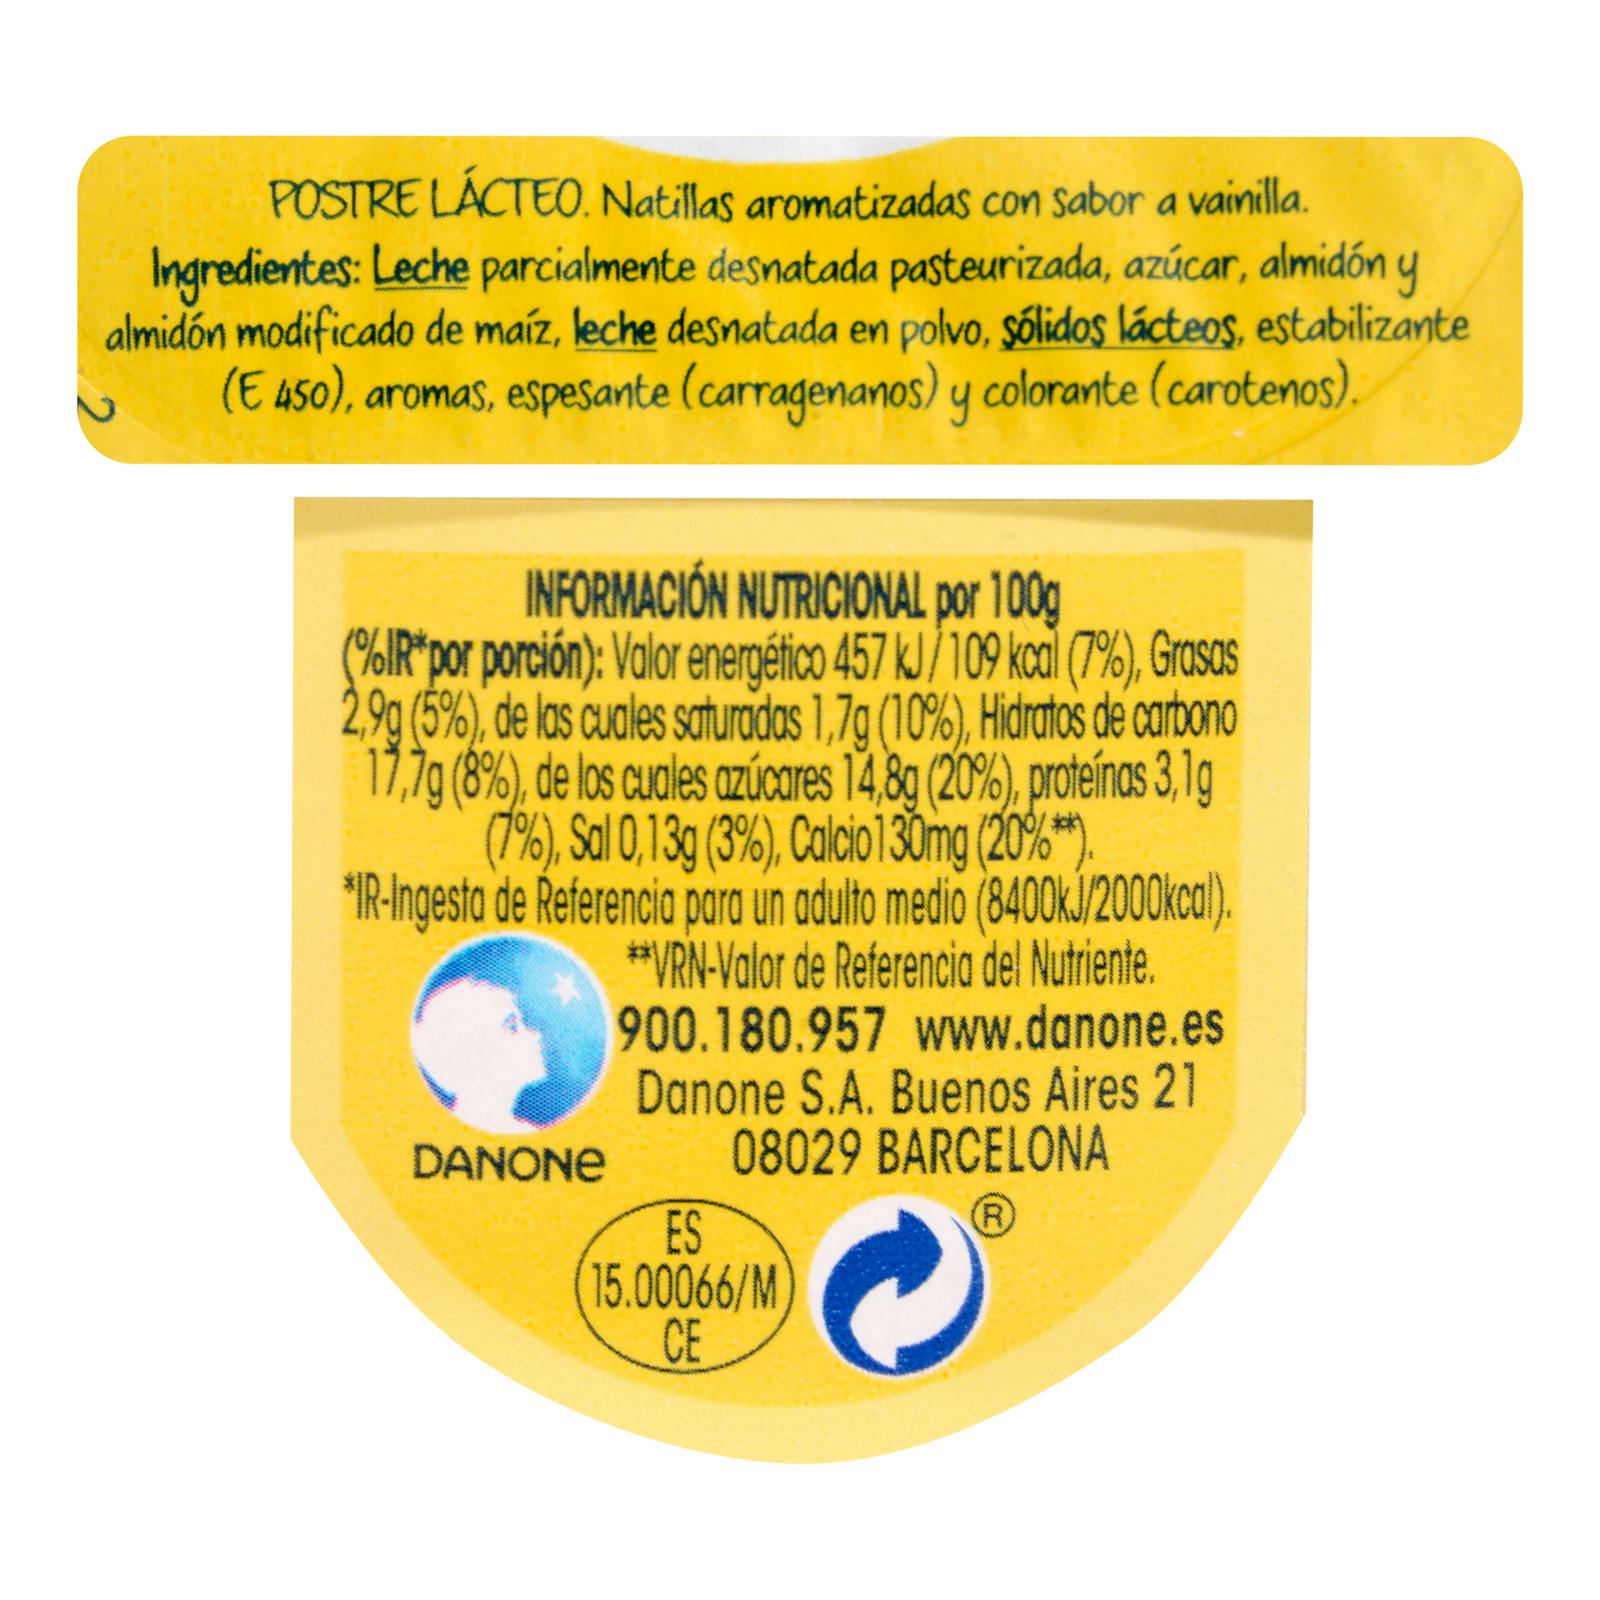 POSTRE LÁCTEO. Natillas aromatizadas con sabor a vainilla.
Ingredientes: Leche parcialmente desnatada pasteurizada, azúcar, almidón y
almidón modificado de maíz, leche desnatada en polvo, sólidos lácteos, estabilizante
(E 450), aromas, espesante (carragenanos) y colorante (carotenos).
INFORMACIÓN NUTRICIONAL por 100g
(%IR*por porción): Valor energético 457 kJ / 109 kcal (7%), Grasas
2,9g (5%), de las cuales saturadas 1,7g (10%), Hidratos de carbono
17,7g (8%), de los cuales azúcares 14,8g (20%), proteínas 3,1g
(7%), Sal 0,13g (3%), Calcio130mg (20%**).
*IR-Ingesta de Referencia para un adulto medio (8400kJ/2000kcal).
**VRN-Valor de Referencia del Nutriente.
900.180.957 www.danone.es
Danone S.A. Buenos Aires 21
08029 BARCELONA
DANONe
ES
15.00066/M
CE
®